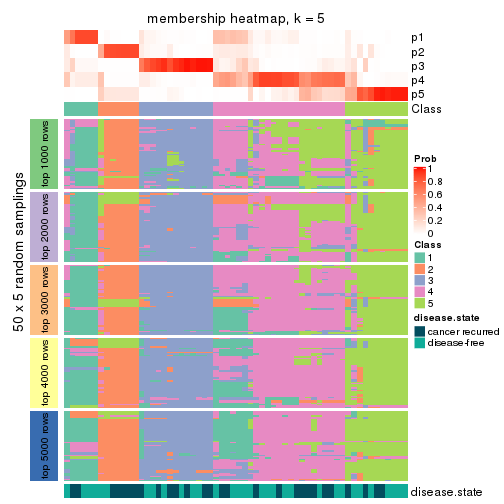 membership heatmap, k = 5
p1
p2
p3
p4
p5
Class
50 x 5 random samplings
top 1000 rows
top 2000 rows
top 3000 rows
top 4000 rows
top 5000 rows
disease.state
Prob
1
0.8
0.6
0.4
0.2
0
Class
1
2
3
4
5
disease.state
cancer recurred
disease-free